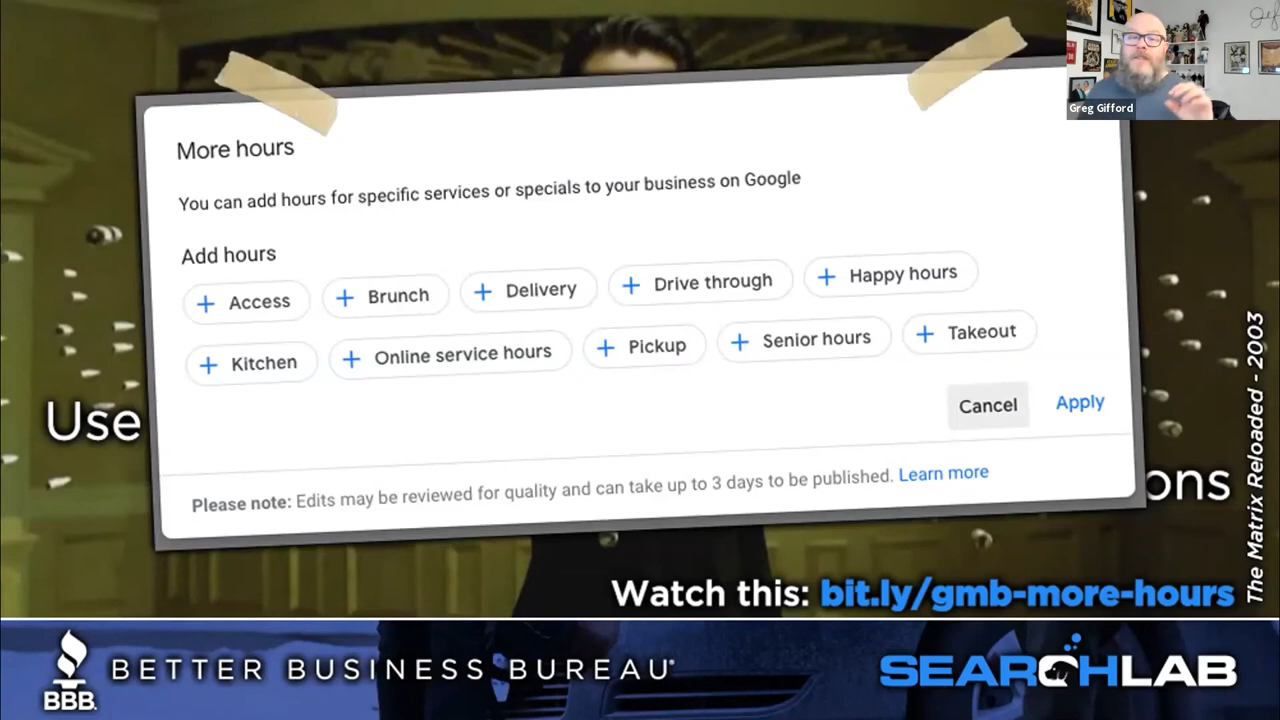 Greg Gifford
More hours
You can add hours for specific services or specials to your business on Google
Add hours
+ Access + Brunch + Delivery + Drive through + Happy hours
+ Kitchen + Online service hours + Pickup + Senior hours + Takeout
Cancel Apply
Please note: Edits may be reviewed for quality and can take up to 3 days to be published. Learn more
Use
ons
The Matrix Reloaded - 2003
Watch this: bit.ly/gmb-more-hours
BBB.
BETTER BUSINESS BUREAU®
SEARCHLAB